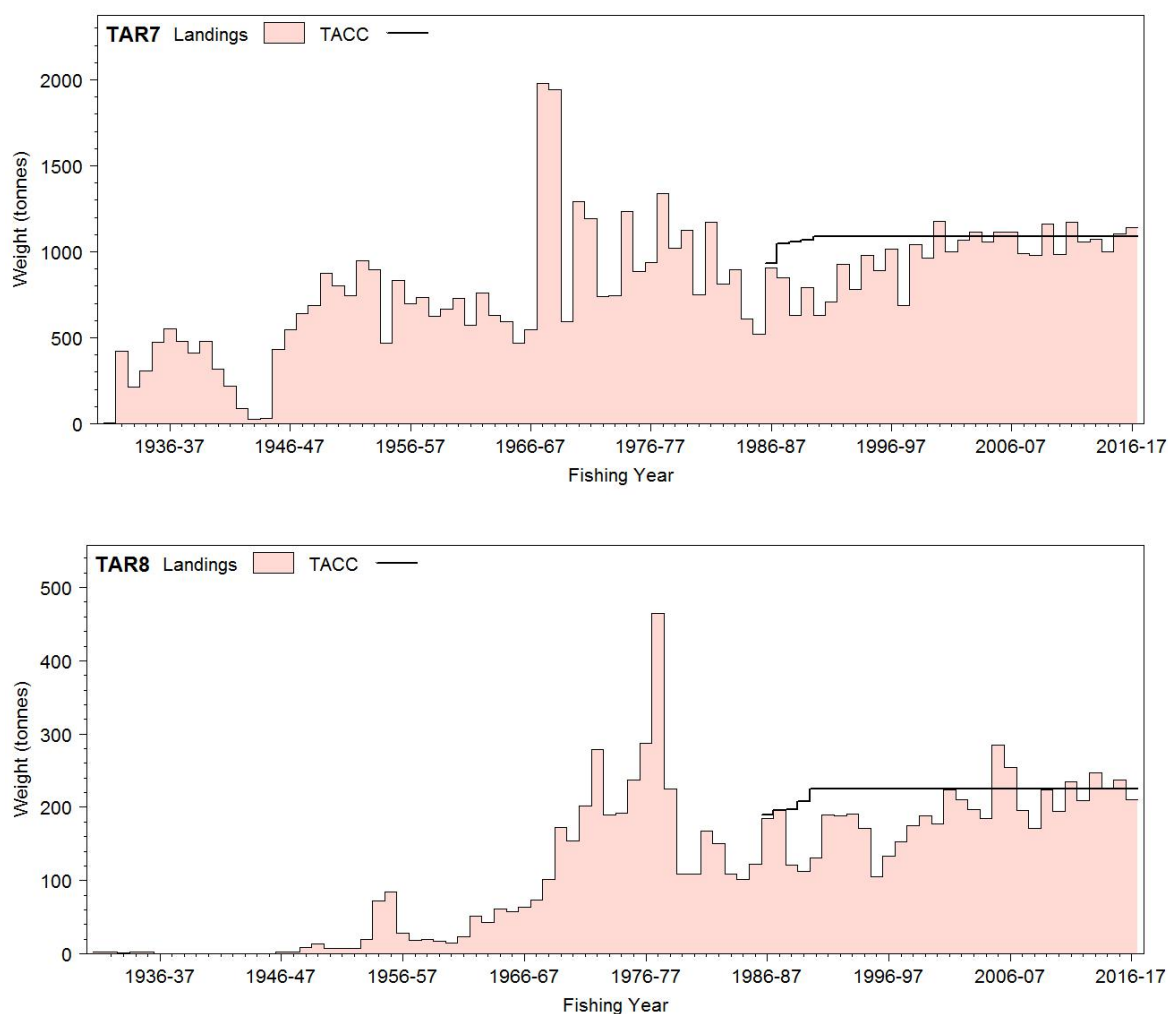 TAR7 Landings TACC
2000
1500
1000
500
0
Weight (tonnes)
1936-37 1946-47 1956-57 1966-67 1976-77 1986-87 1996-97 2006-07 2016-17
Fishing Year
TAR8 Landings TACC
500
400
300
200
100
0
Weight (tonnes)
1936-37 1946-47 1956-57 1966-67 1976-77 1986-87 1996-97 2006-07 2016-17
Fishing Year